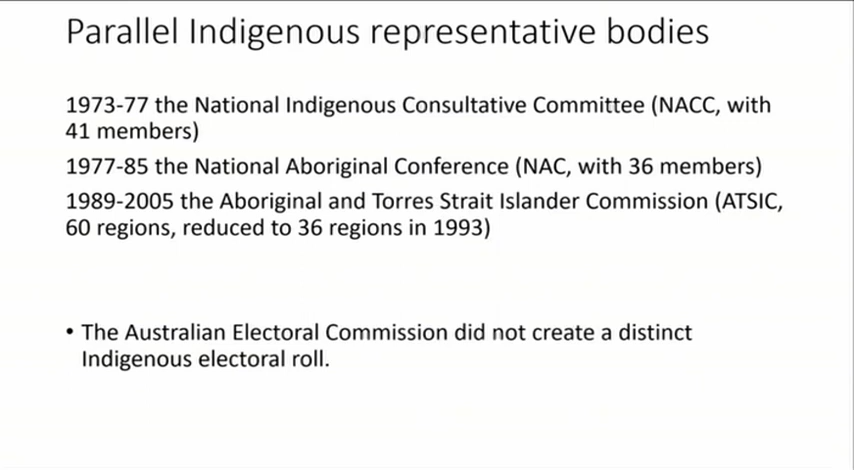 Parallel Indigenous representative bodies
1973-77 the National Indigenous Consultative Committee (NACC, with
41 members)
1977-85 the National Aboriginal Conference (NAC, with 36 members)
1989-2005 the Aboriginal and Torres Strait Islander Commission (ATSIC,
60 regions, reduced to 36 regions in 1993)
• The Australian Electoral Commission did not create a distinct
Indigenous electoral roll.